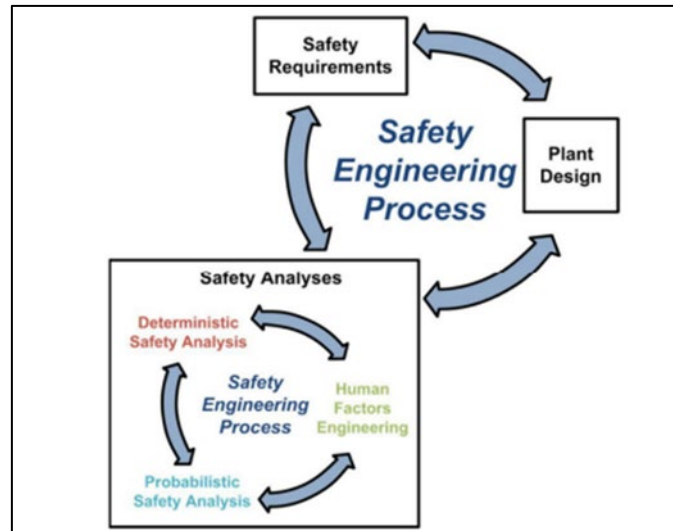 Safety
Requirements
Safety
Engineering
Process
Plant
Design
Safety Analyses
Deterministic
Safety Analysis
Safety
Engineering
Process
Human
Factors
Engineering
Probabilistic
Safety Analysis